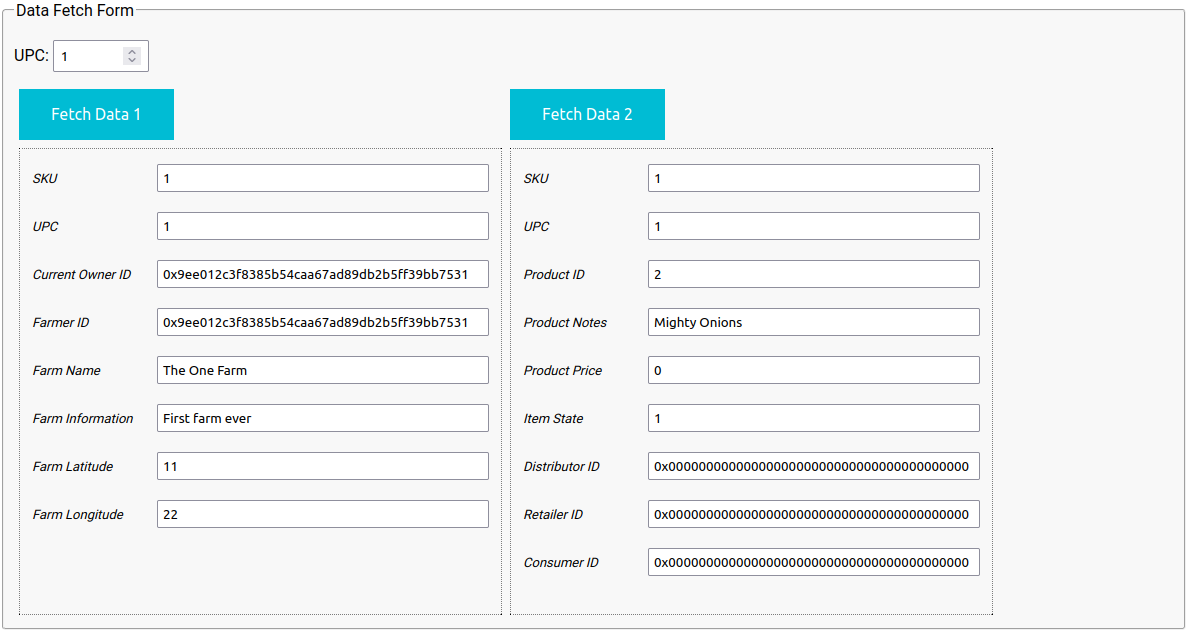 Data Fetch Form
UPC: 1
Fetch Data 1
SKU 1
UPC 1
Current Owner ID 0x9ee012c3f8385b54caa67ad89db2b5ff39bb7531
Farmer ID 0x9ee012c3f8385b54caa67ad89db2b5ff39bb7531
Farm Name The One Farm
Farm Information First farm ever
Farm Latitude 11
Farm Longitude 22
Fetch Data 2
SKU 1
UPC 1
Product ID 2
Product Notes Mighty Onions
Product Price 0
Item State 1
Distributor ID 0x0000000000000000000000000000000000000000
Retailer ID 0x0000000000000000000000000000000000000000
Consumer ID 0x0000000000000000000000000000000000000000